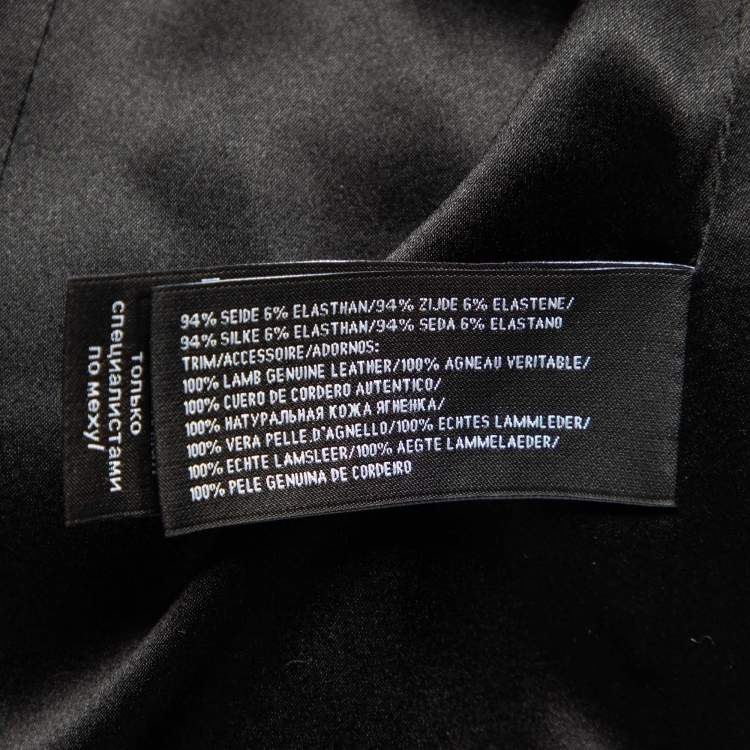 94% SEIDE 6% ELASTHAN/94% ZIJDE 6% ELASTENE/
94% SILKE 6% ELASTHAN/94% SEDA 6% ELASTANO
TRIM/ACCESSOIRE/ADORNOS:
100% LAMB GENUINE LEATHER/100% AGNEAU VERITABLE/
100% CUERO DE CORDERO AUTENTICO/
100% НАТУРАЛЬНАЯ КОЖА ЯГНЕНКА/
100% VERA PELLE D'AGNELLO/100% ECHTES LAMMLEDER/
100% ECHTE LAMSLEER/100% AEGTE LAMMELAEDER/
100% PELE GENUINA DE CORDEIRO
только
специалистами
по меху/